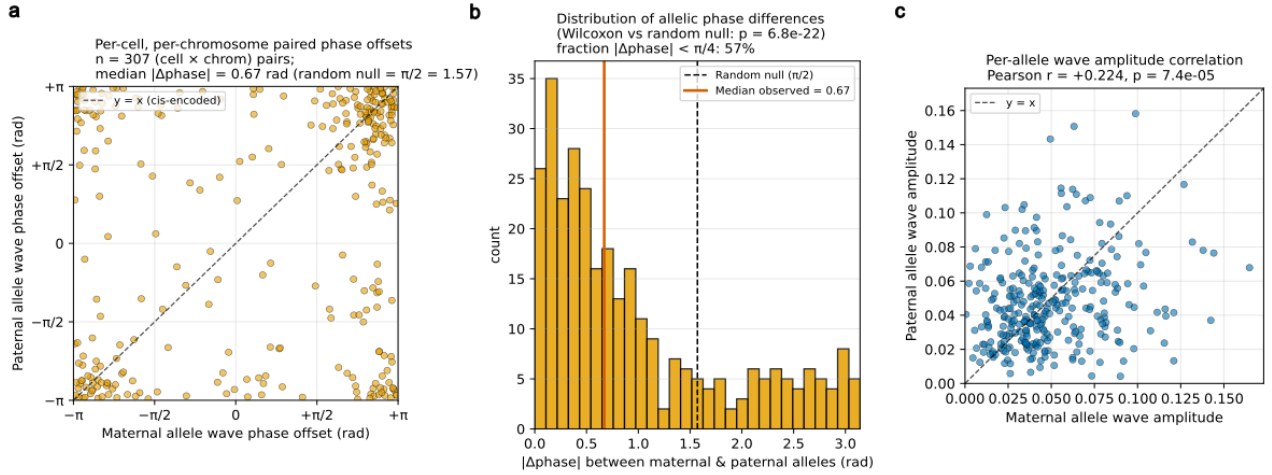 a
Per-cell, per-chromosome paired phase offsets
n = 307 (cell × chrom) pairs;
median |Δphase| = 0.67 rad (random null = π/2 = 1.57)
+π
+π/2
0
−π/2
−π
y = x (cis-encoded)
Paternal allele wave phase offset (rad)
−π
−π/2
0
+π/2
+π
Maternal allele wave phase offset (rad)
b
Distribution of allelic phase differences
(Wilcoxon vs random null: p = 6.8e-22)
fraction |Δphase| < π/4: 57%
35
30
25
20
15
10
5
0
count
Random null (π/2)
Median observed = 0.67
0.0
0.5
1.0
1.5
2.0
2.5
3.0
|Δphase| between maternal & paternal alleles (rad)
c
Per-allele wave amplitude correlation
Pearson r = +0.224, p = 7.4e-05
0.16
0.14
0.12
0.10
0.08
0.06
0.04
0.02
0.00
y = x
Paternal allele wave amplitude
0.000
0.025
0.050
0.075
0.100
0.125
0.150
Maternal allele wave amplitude